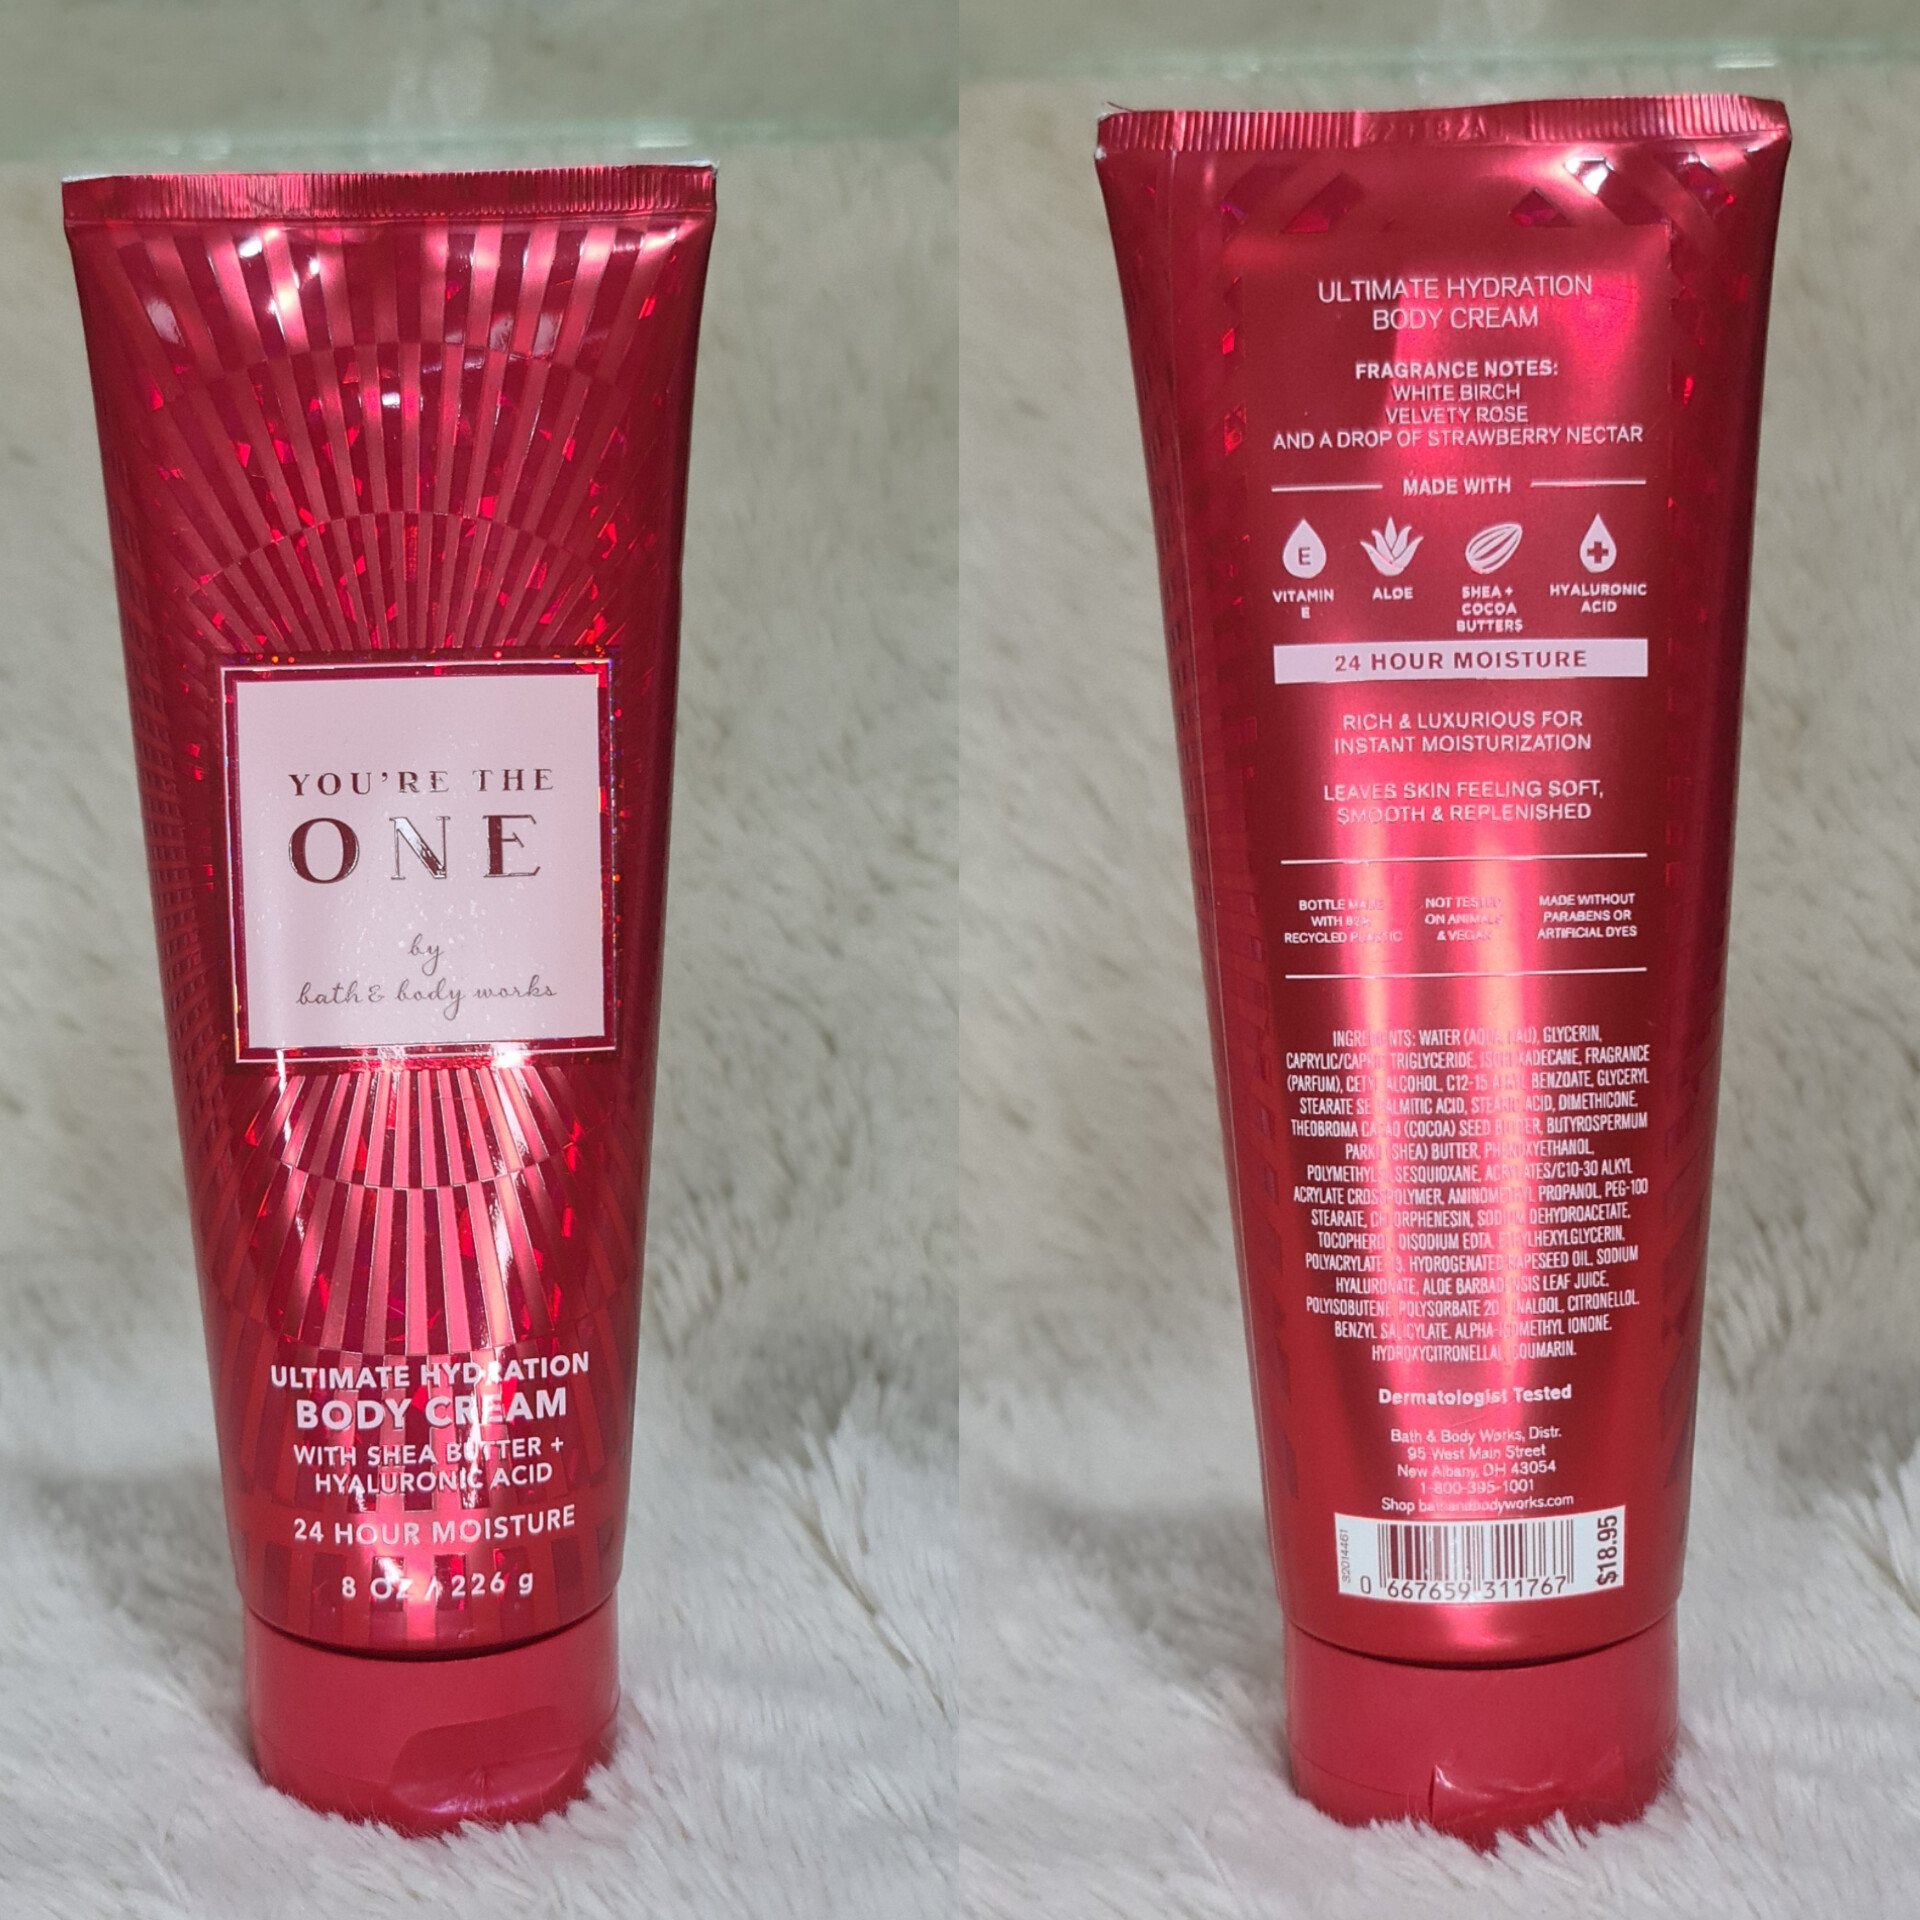 YOU'RE THE
ONE
by
bath & body works
ULTIMATE HYDRATION
BODY CREAM
WITH SHEA BUTTER +
HYALURONIC ACID
24 HOUR MOISTURE
8 OZ / 226 g
ULTIMATE HYDRATION
BODY CREAM
FRAGRANCE NOTES:
WHITE BIRCH
VELVETY ROSE
AND A DROP OF STRAWBERRY NECTAR
MADE WITH
E
VITAMIN
E
ALOE
SHEA +
COCOA
BUTTERS
HYALURONIC
ACID
24 HOUR MOISTURE
RICH & LUXURIOUS FOR
INSTANT MOISTURIZATION
LEAVES SKIN FEELING SOFT,
SMOOTH & REPLENISHED
BOTTLE MADE
WITH
RECYCLED PLASTIC
NOT TESTED
ON ANIMALS
& VEGAN
MADE WITHOUT
PARABENS OR
ARTIFICIAL DYES
INGREDIENTS: WATER (AQUA, EAU), GLYCERIN,
CAPRYLIC/CAPRIC TRIGLYCERIDE, ISOHEXADECANE, FRAGRANCE
(PARFUM), CETYL ALCOHOL, C12-15 ALKYL BENZOATE, GLYCERYL
STEARATE SE, PALMITIC ACID, STEARIC ACID, DIMETHICONE,
THEOBROMA CACAO (COCOA) SEED BUTTER, BUTYROSPERMUM
PARKII (SHEA) BUTTER, PHENOXYETHANOL,
POLYMETHYLSILSESQUIOXANE, ACRYLATES/C10-30 ALKYL
ACRYLATE CROSSPOLYMER, AMINOMETHYL PROPANOL, PEG-100
STEARATE, CHLORPHENESIN, SODIUM DEHYDROACETATE,
TOCOPHEROL, DISODIUM EDTA, ETHYLHEXYLGLYCERIN,
HYDROGENATED RAPESEED OIL, SODIUM
HYALURONATE, ALOE BARBADENSIS LEAF JUICE,
POLYISOBUTENE, POLYSORBATE 20, LINALOOL, CITRONELLOL,
BENZYL SALICYLATE, ALPHA-ISOMETHYL IONONE,
HYDROXYCITRONELLAL, COUMARIN.
Dermatologist Tested
Bath & Body Works, Distr.
95 West Main Street
New Albany, OH 43054
1-800-395-1001
Shop bathandbodyworks.com
32014461
0 667659 311767
$18.95